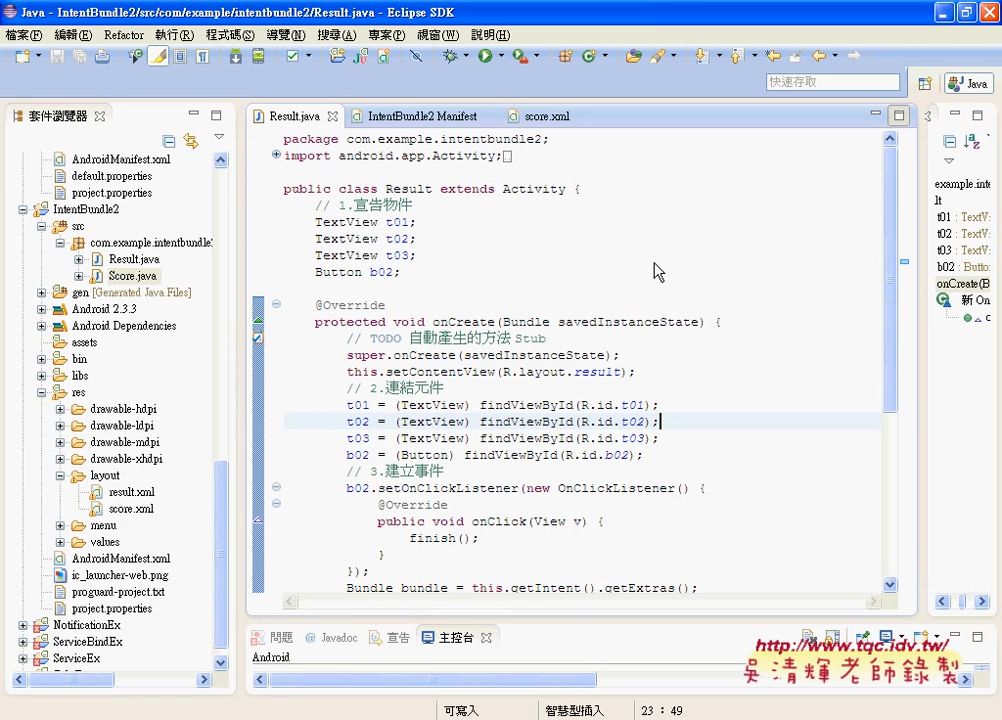 Java - IntentBundle2/src/com/example/intentbundle2/Result.java - Eclipse SDK
檔案(F) 編輯(E) Refactor 執行(R) 程式碼(S) 導覽(N) 搜尋(A) 專案(P) 視窗(W) 說明(H)
快速存取
Java
套件瀏覽器
AndroidManifest.xml
default.properties
project.properties
IntentBundle2
src
com.example.intentbundle
Result.java
Score.java
gen [Generated Java Files]
Android 2.3.3
Android Dependencies
assets
bin
libs
res
drawable-hdpi
drawable-ldpi
drawable-mdpi
drawable-xhdpi
layout
result.xml
score.xml
menu
values
AndroidManifest.xml
ic_launcher-web.png
proguard-project.txt
project.properties
NotificationEx
ServiceBindEx
ServiceEx
Result.java IntentBundle2 Manifest score.xml
package com.example.intentbundle2;
import android.app.Activity;
public class Result extends Activity {
// 1.宣告物件
TextView t01;
TextView t02;
TextView t03;
Button b02;
@Override
protected void onCreate(Bundle savedInstanceState) {
// TODO 自動產生的方法 Stub
super.onCreate(savedInstanceState);
this.setContentView(R.layout.result);
// 2.連結元件
t01 = (TextView) findViewById(R.id.t01);
t02 = (TextView) findViewById(R.id.t02);
t03 = (TextView) findViewById(R.id.t03);
b02 = (Button) findViewById(R.id.b02);
// 3.建立事件
b02.setOnClickListener(new OnClickListener() {
@Override
public void onClick(View v) {
finish();
}
});
Bundle bundle = this.getIntent().getExtras();
example.inte
lt
t01 : TextV
t02 : TextV
t03 : TextV
b02 : Butto
onCreate(B
新 On
問題 Javadoc 宣告 主控台
Android
http://www.tqc.idv.tw/
吳清輝老師錄製
可寫入 智慧型插入 23 : 49